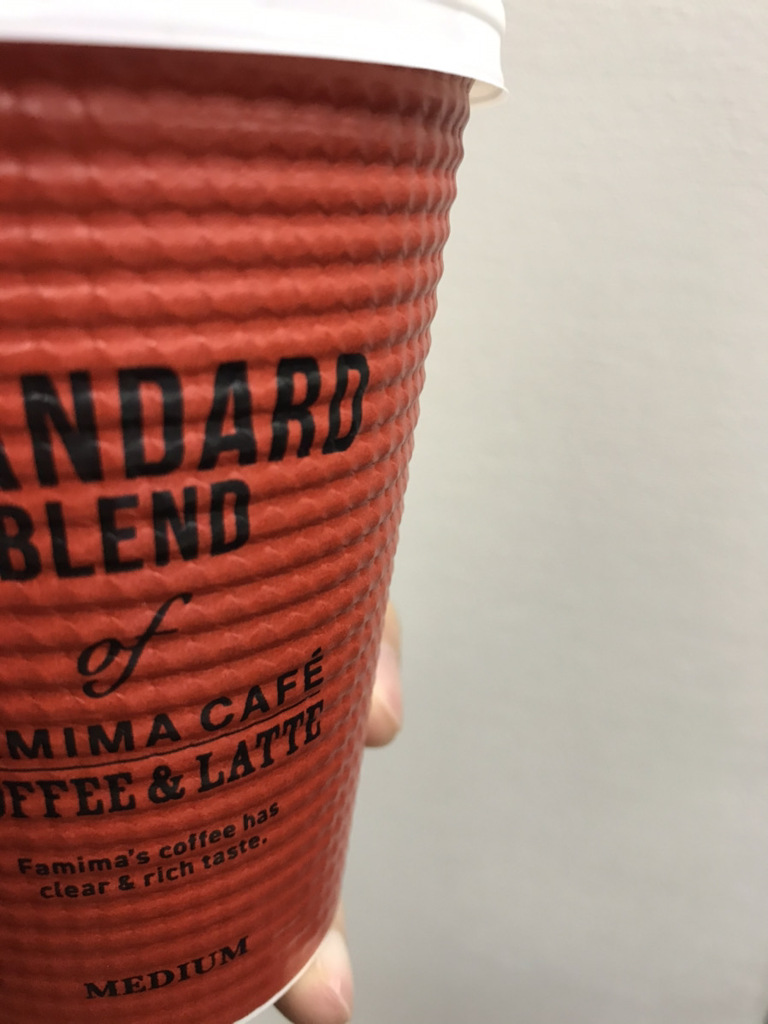 ANDARD
BLEND
of
MIMA CAFÉ
OFFEE & LATTE
Famima's coffee has
clear & rich taste.
MEDIUM